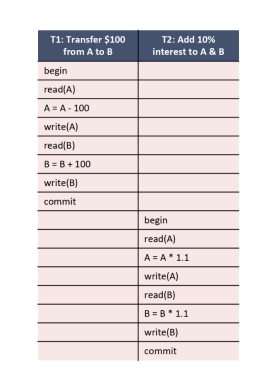 T1: Transfer $100
from A to B
T2: Add 10%
interest to A & B
begin
read(A)
A = A - 100
write(A)
read(B)
B = B + 100
write(B)
commit
begin
read(A)
A = A * 1.1
write(A)
read(B)
B = B * 1.1
write(B)
commit